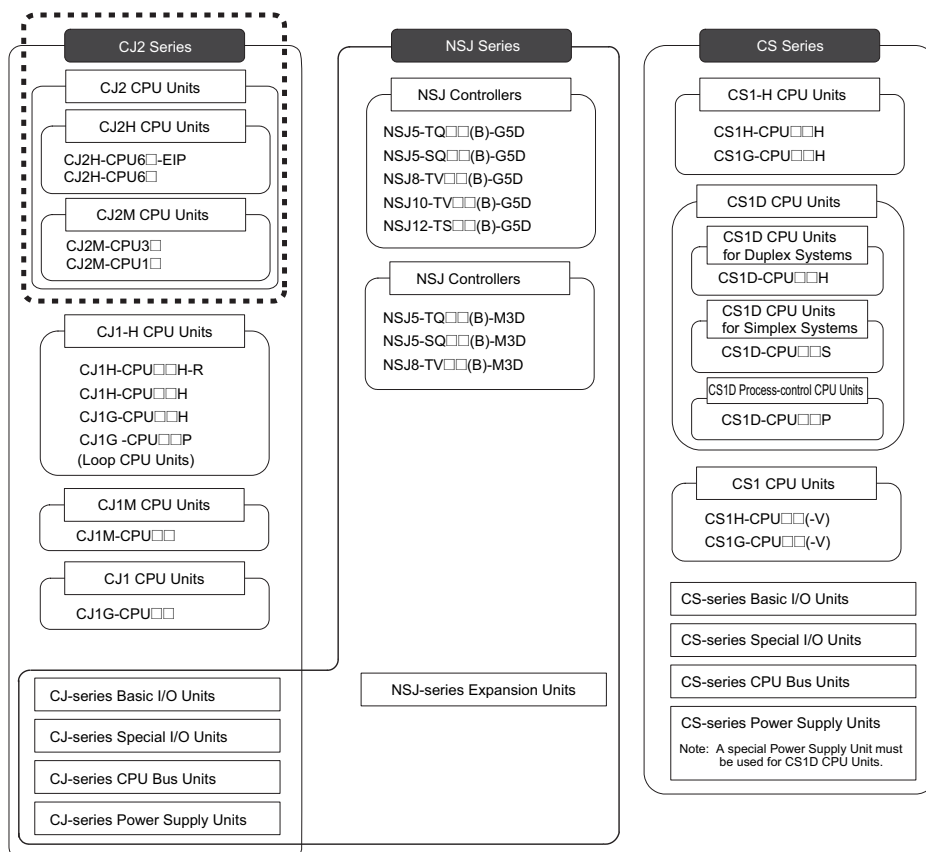 CJ2 Series
CJ2 CPU Units
CJ2H CPU Units
CJ2H-CPU6□-EIP
CJ2H-CPU6□
CJ2M CPU Units
CJ2M-CPU3□
CJ2M-CPU1□
CJ1-H CPU Units
CJ1H-CPU□□H-R
CJ1H-CPU□□H
CJ1G-CPU□□H
CJ1G -CPU□□P
(Loop CPU Units)
CJ1M CPU Units
CJ1M-CPU□□
CJ1 CPU Units
CJ1G-CPU□□
CJ-series Basic I/O Units
CJ-series Special I/O Units
CJ-series CPU Bus Units
CJ-series Power Supply Units
NSJ Series
NSJ Controllers
NSJ5-TQ□□(B)-G5D
NSJ5-SQ□□(B)-G5D
NSJ8-TV□□(B)-G5D
NSJ10-TV□□(B)-G5D
NSJ12-TS□□(B)-G5D
NSJ Controllers
NSJ5-TQ□□(B)-M3D
NSJ5-SQ□□(B)-M3D
NSJ8-TV□□(B)-M3D
NSJ-series Expansion Units
CS Series
CS1-H CPU Units
CS1H-CPU□□H
CS1G-CPU□□H
CS1D CPU Units
CS1D CPU Units
for Duplex Systems
CS1D-CPU□□H
CS1D CPU Units
for Simplex Systems
CS1D-CPU□□S
CS1D Process-control CPU Units
CS1D-CPU□□P
CS1 CPU Units
CS1H-CPU□□(-V)
CS1G-CPU□□(-V)
CS-series Basic I/O Units
CS-series Special I/O Units
CS-series CPU Bus Units
CS-series Power Supply Units
Note: A special Power Supply Unit must
be used for CS1D CPU Units.